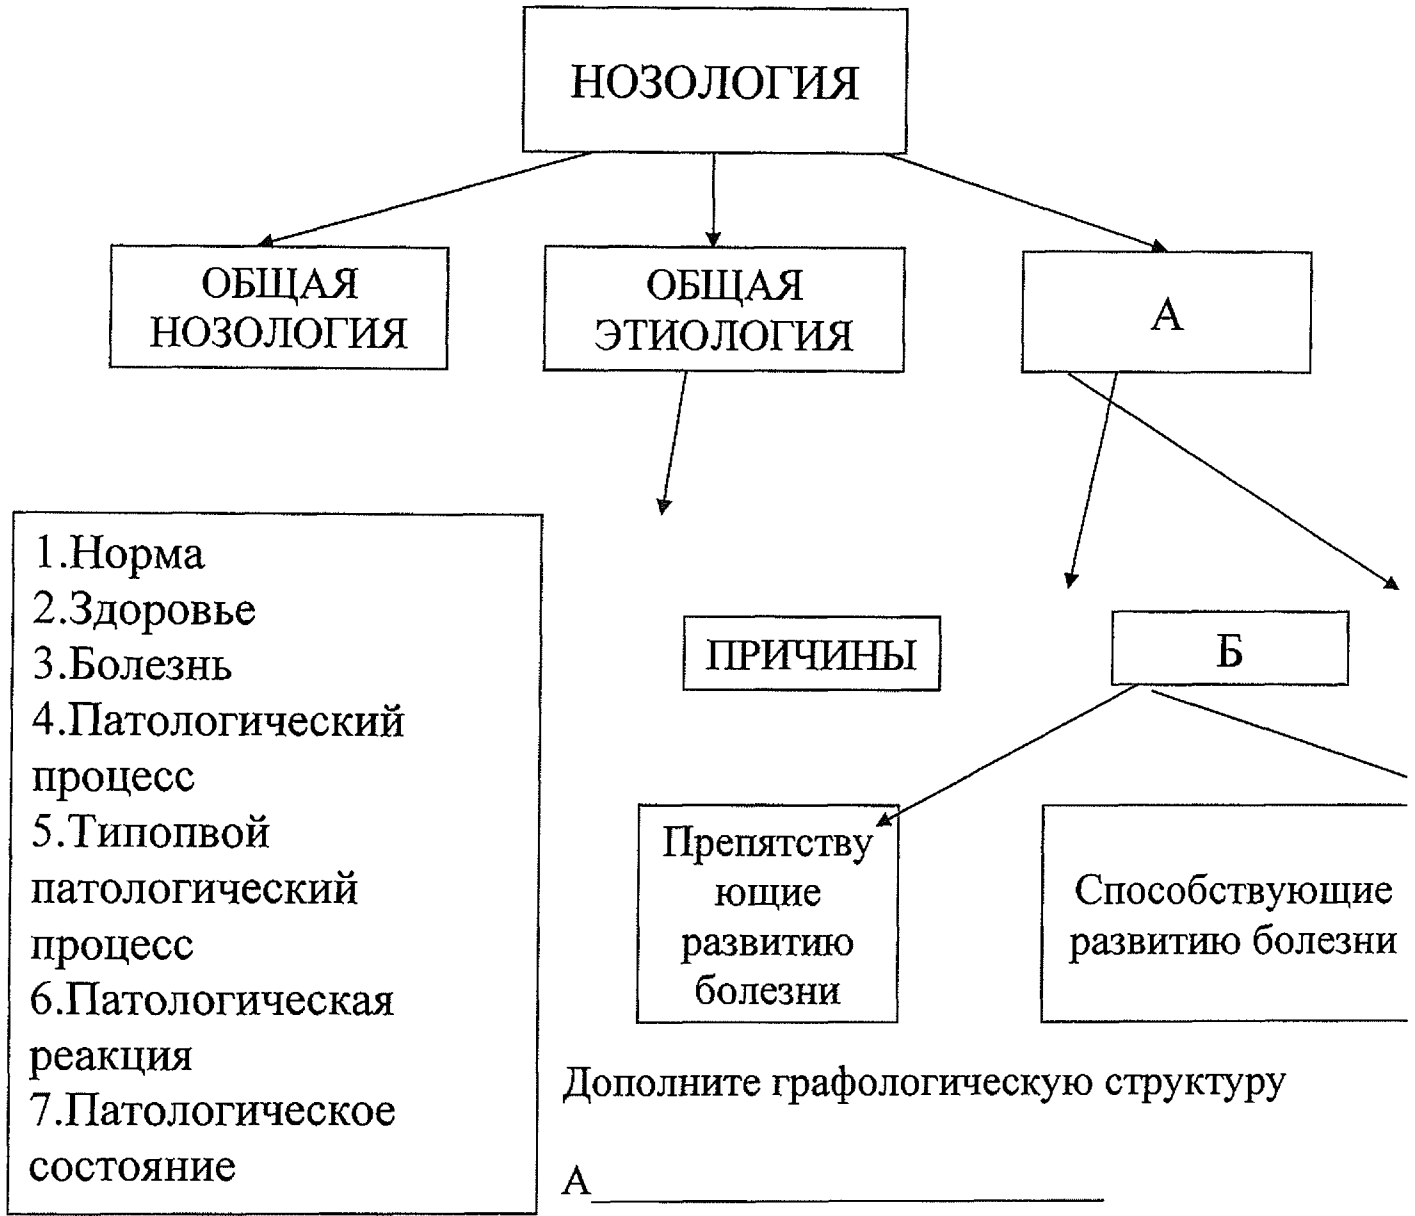 НОЗОЛОГИЯ
ОБЩАЯ
НОЗОЛОГИЯ
ОБЩАЯ
ЭТИОЛОГИЯ
А
1.Норма
2.Здоровье
3.Болезнь
4.Патологический
процесс
5.Типопвой
патологический
процесс
6.Патологическая
реакция
7.Патологическое
состояние
ПРИЧИНЫ
Б
Препятству
ющие
развитию
болезни
Способствующие
развитию болезни
Дополните графологическую структуру
А____________________